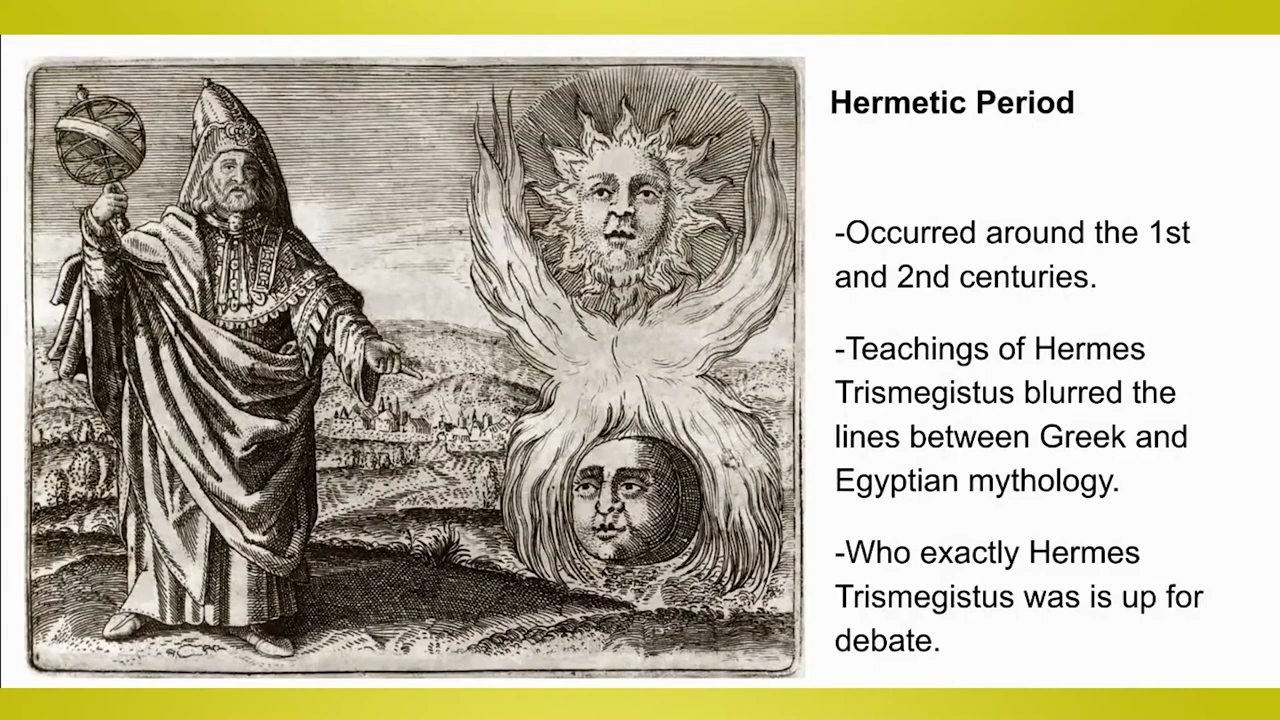 Hermetic Period
-Occurred around the 1st
and 2nd centuries.
-Teachings of Hermes
Trismegistus blurred the
lines between Greek and
Egyptian mythology.
-Who exactly Hermes
Trismegistus was is up for
debate.